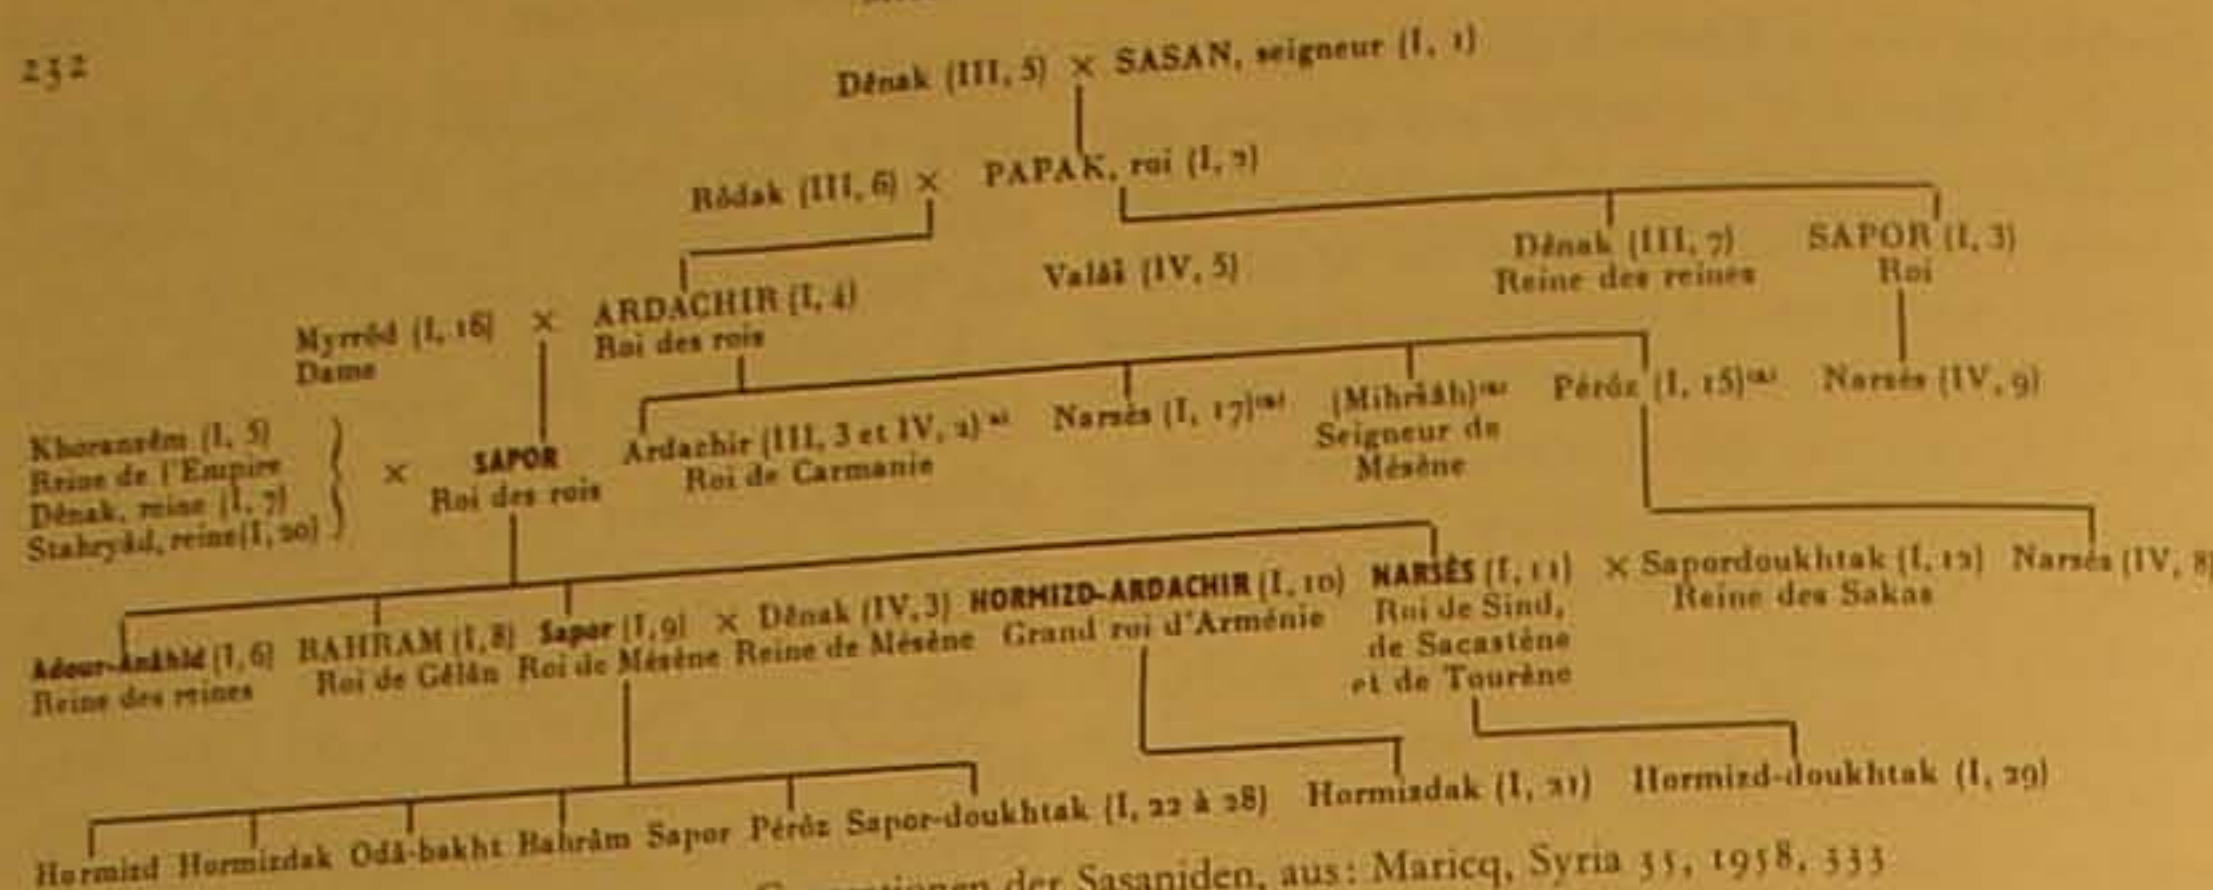 232
Dênak (III, 5) × SASAN, seigneur (I, 1)
Rôdak (III, 6) × PAPAK, roi (I, 2)
Valâš (IV, 5)
Dênak (III, 7) SAPOR (I, 3)
Reine des reines Roi
Myrrôd (I, 18) × ARDACHIR (I, 4)
Dame Roi des rois
Khoranzêm (I, 5)
Reine de l'Empire
Dênak, reine (I, 7)
Stahryâd, reine (I, 20)
× SAPOR
Roi des rois
Ardachir (III, 3 et IV, 2) Narsès (I, 17) (Mihršâh) Pérôz (I, 15) Narsès (IV, 9)
Roi de Carmanie Seigneur de
Mésène
Adour-Anâhîd (I, 6) BAHRAM (I, 8) Sapor (I, 9) × Dênak (IV, 3) HORMIZD-ARDACHIR (I, 10) NARSÈS (I, 11) × Sapordoukhtak (I, 12) Narsès (IV, 8)
Reine des reines Roi de Gêlân Roi de Mésène Reine de Mésène Grand roi d'Arménie Roi de Sind, Reine des Sakas
de Sacastène
et de Tourène
Hormizd Hormizdak Odâ-bakht Bahrâm Sapor Pérôz Sapor-doukhtak (I, 22 à 28) Hormizdak (I, 21) Hormizd-doukhtak (I, 29)
der Sasaniden, aus: Maricq, Syria 35, 1958, 333